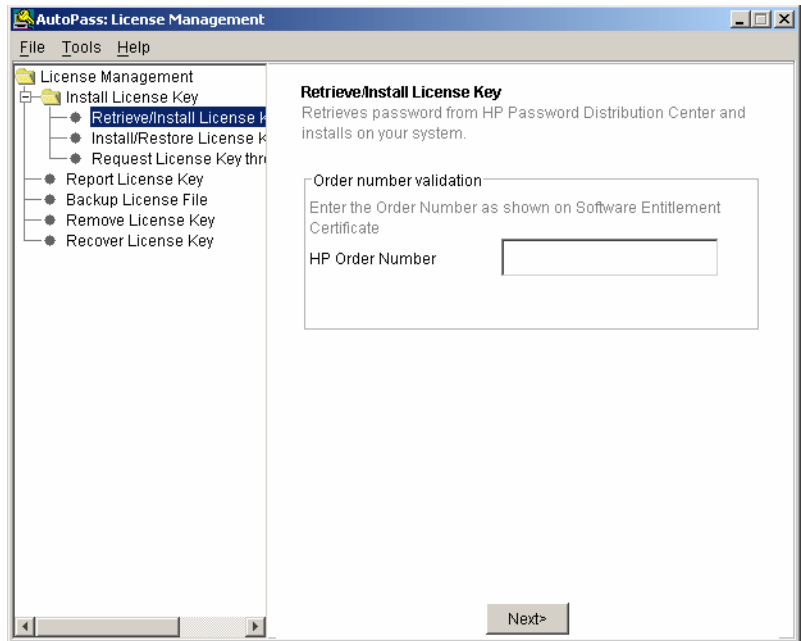 AutoPass: License Management
File Tools Help
License Management
Install License Key
Retrieve/Install License K
Install/Restore License K
Request License Key thr
Report License Key
Backup License File
Remove License Key
Recover License Key
Retrieve/Install License Key
Retrieves password from HP Password Distribution Center and
installs on your system.
Order number validation
Enter the Order Number as shown on Software Entitlement
Certificate
HP Order Number
Next>